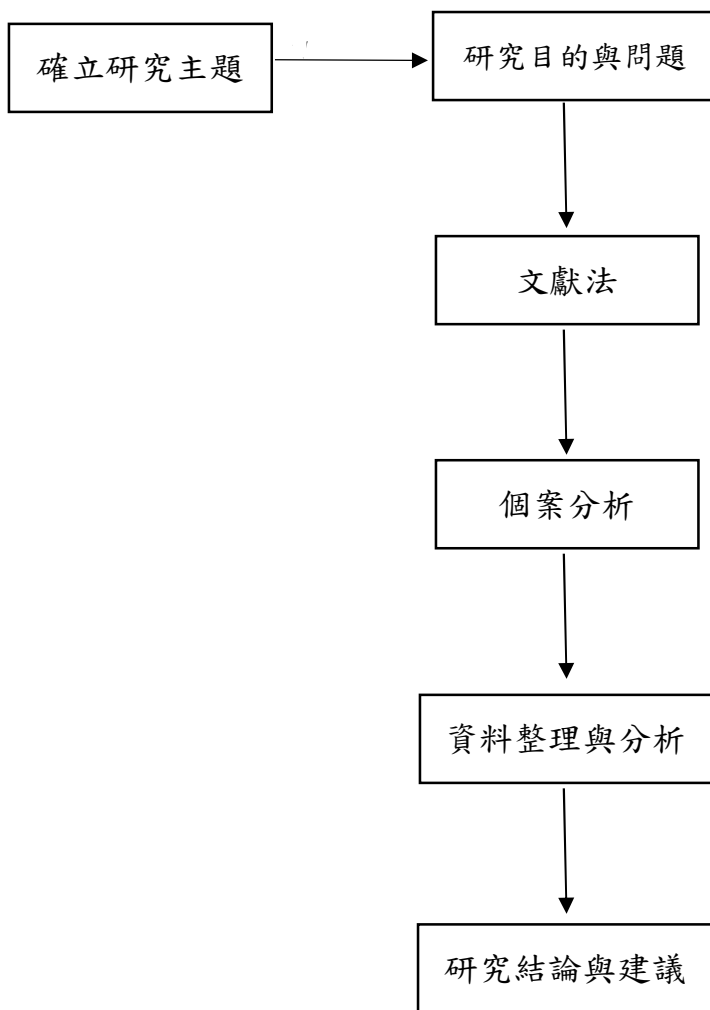 確立研究主題
研究目的與問題
文獻法
個案分析
資料整理與分析
研究結論與建議